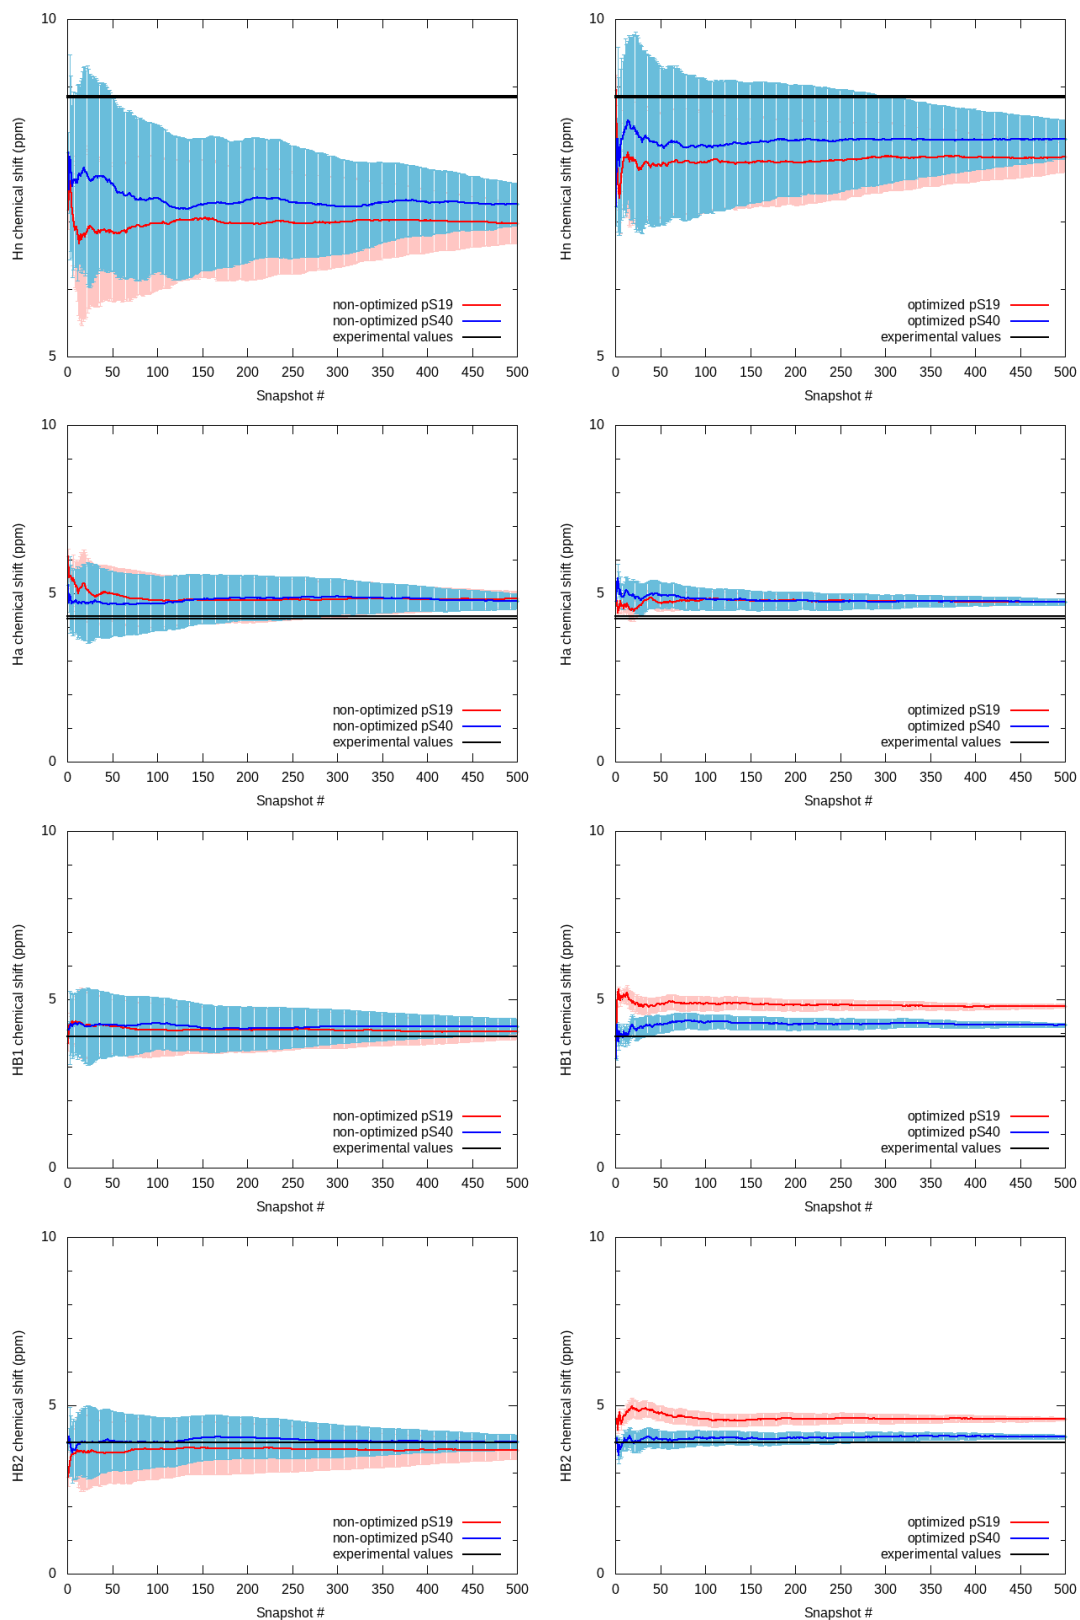 10
5
0 50 100 150 200 250 300 350 400 450 500
Hn chemical shift (ppm)
Snapshot #
non-optimized pS19
non-optimized pS40
experimental values
10
5
0 50 100 150 200 250 300 350 400 450 500
Hn chemical shift (ppm)
Snapshot #
optimized pS19
optimized pS40
experimental values
10
5
0
0 50 100 150 200 250 300 350 400 450 500
Ha chemical shift (ppm)
Snapshot #
non-optimized pS19
non-optimized pS40
experimental values
10
5
0
0 50 100 150 200 250 300 350 400 450 500
Ha chemical shift (ppm)
Snapshot #
optimized pS19
optimized pS40
experimental values
10
5
0
0 50 100 150 200 250 300 350 400 450 500
HB1 chemical shift (ppm)
Snapshot #
non-optimized pS19
non-optimized pS40
experimental values
10
5
0
0 50 100 150 200 250 300 350 400 450 500
HB1 chemical shift (ppm)
Snapshot #
optimized pS19
optimized pS40
experimental values
10
5
0
0 50 100 150 200 250 300 350 400 450 500
HB2 chemical shift (ppm)
Snapshot #
non-optimized pS19
non-optimized pS40
experimental values
10
5
0
0 50 100 150 200 250 300 350 400 450 500
HB2 chemical shift (ppm)
Snapshot #
optimized pS19
optimized pS40
experimental values